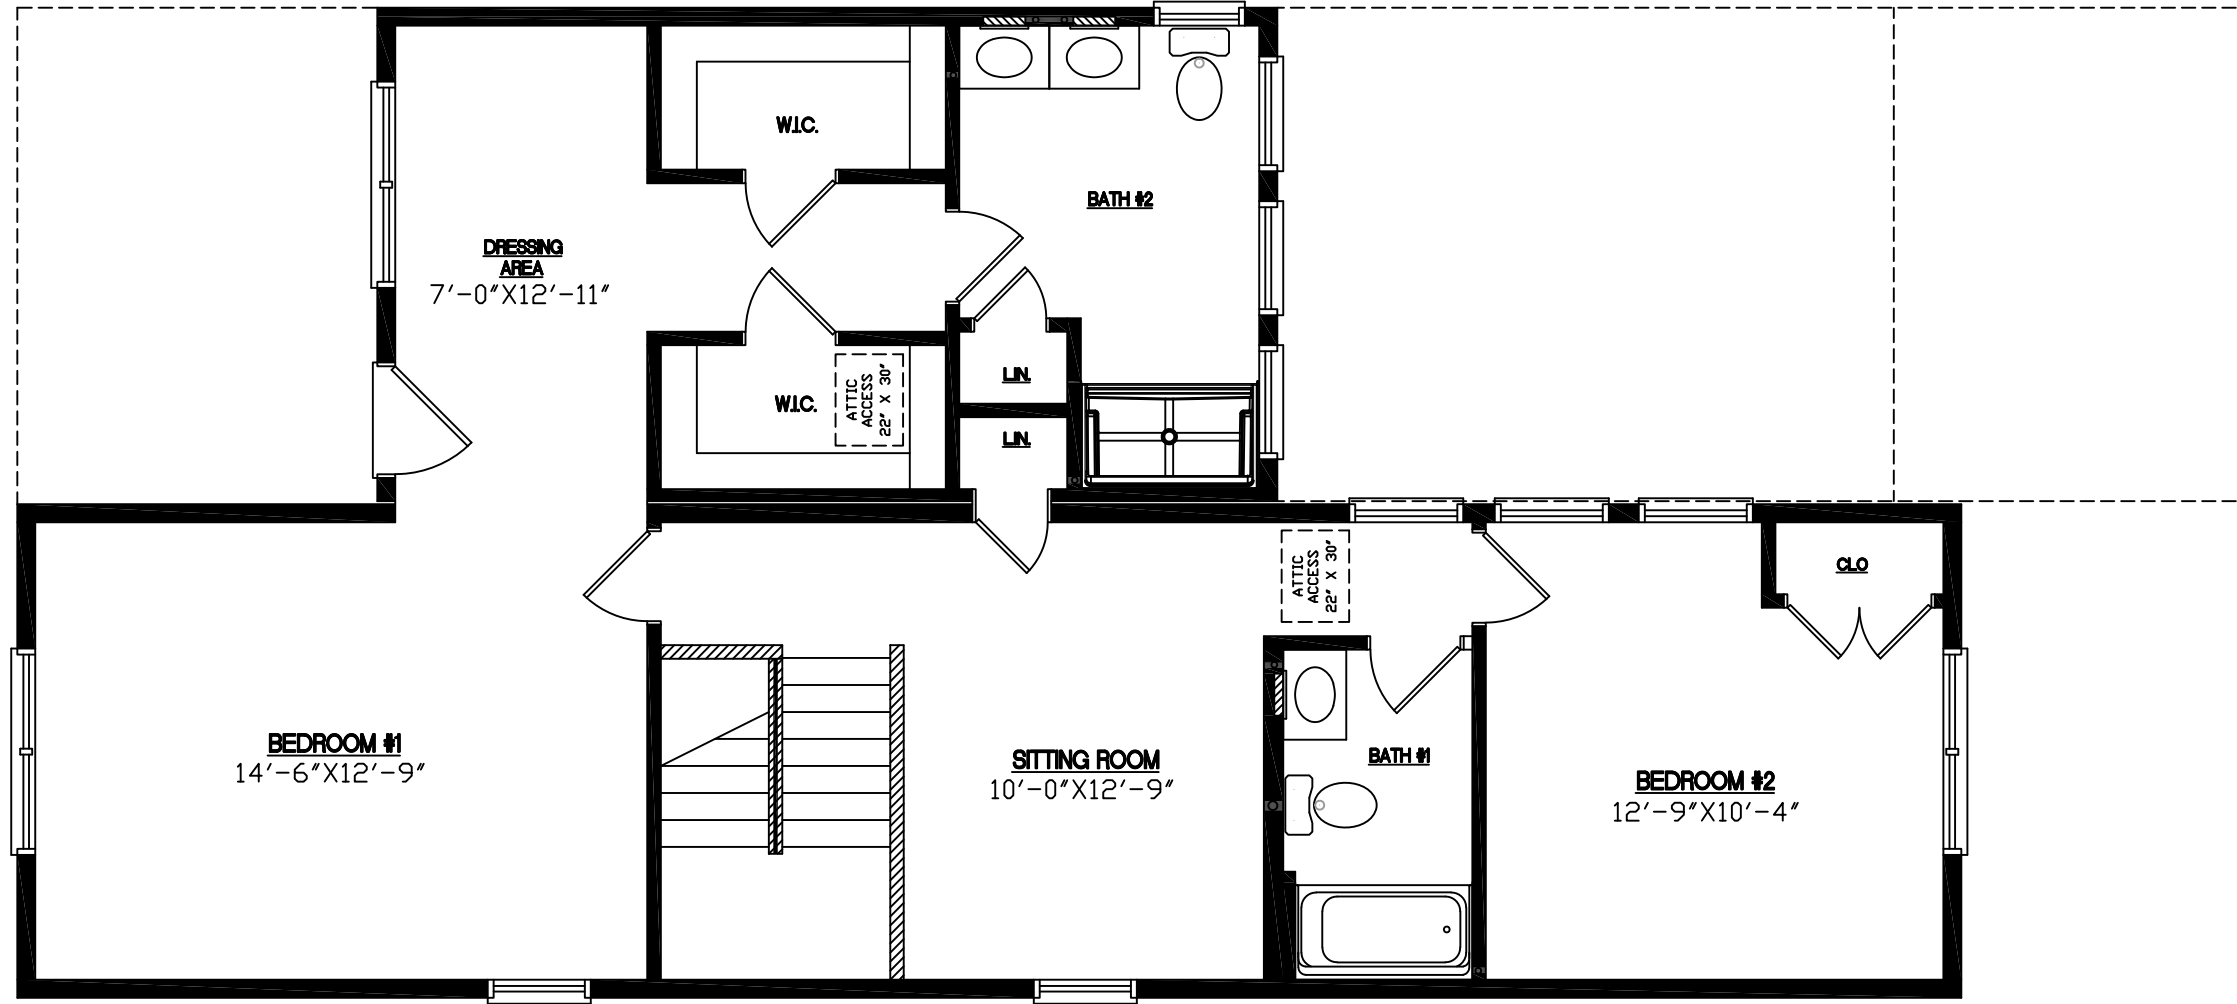 W.I.C.
BATH #2
DRESSING
AREA
7'-0"X12'-11"
LIN.
W.I.C.
ATTIC
ACCESS
22" X 30"
LIN.
ATTIC
ACCESS
22" X 30"
CLO
BEDROOM #1
14'-6"X12'-9"
SITTING ROOM
10'-0"X12'-9"
BATH #1
BEDROOM #2
12'-9"X10'-4"